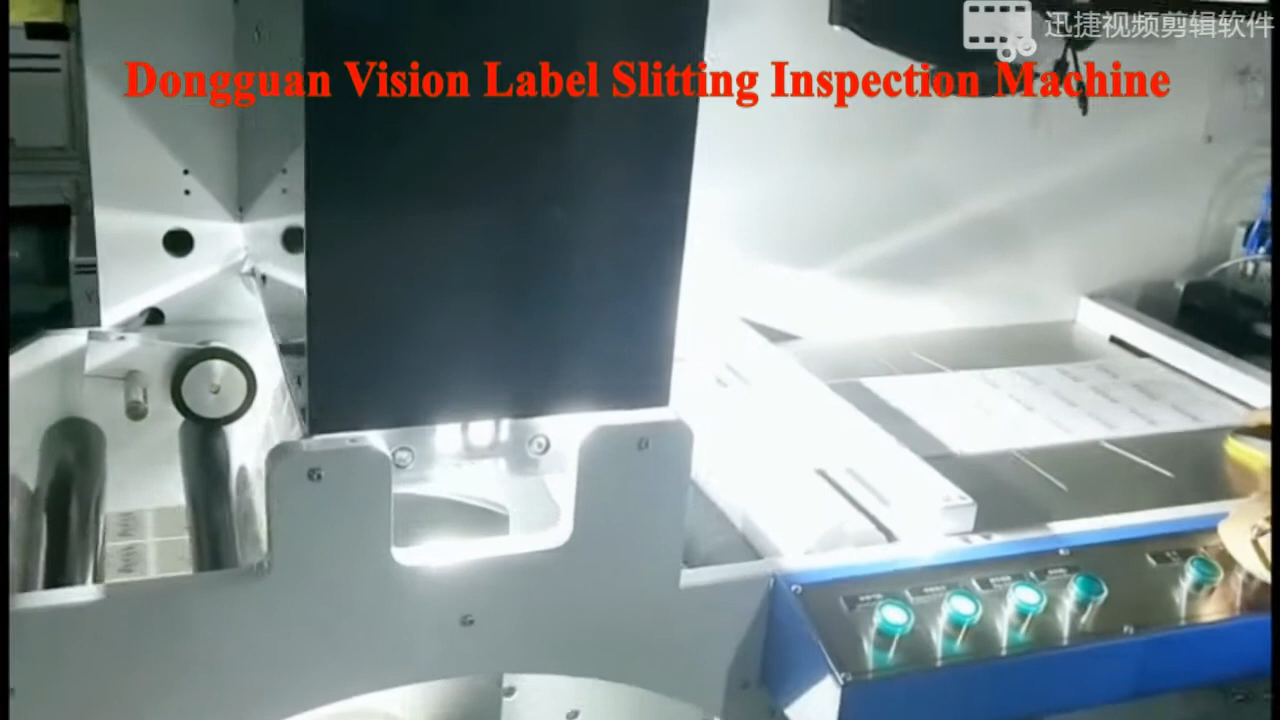 迅捷视频剪辑软件
Dongguan Vision Label Slitting Inspection Machine